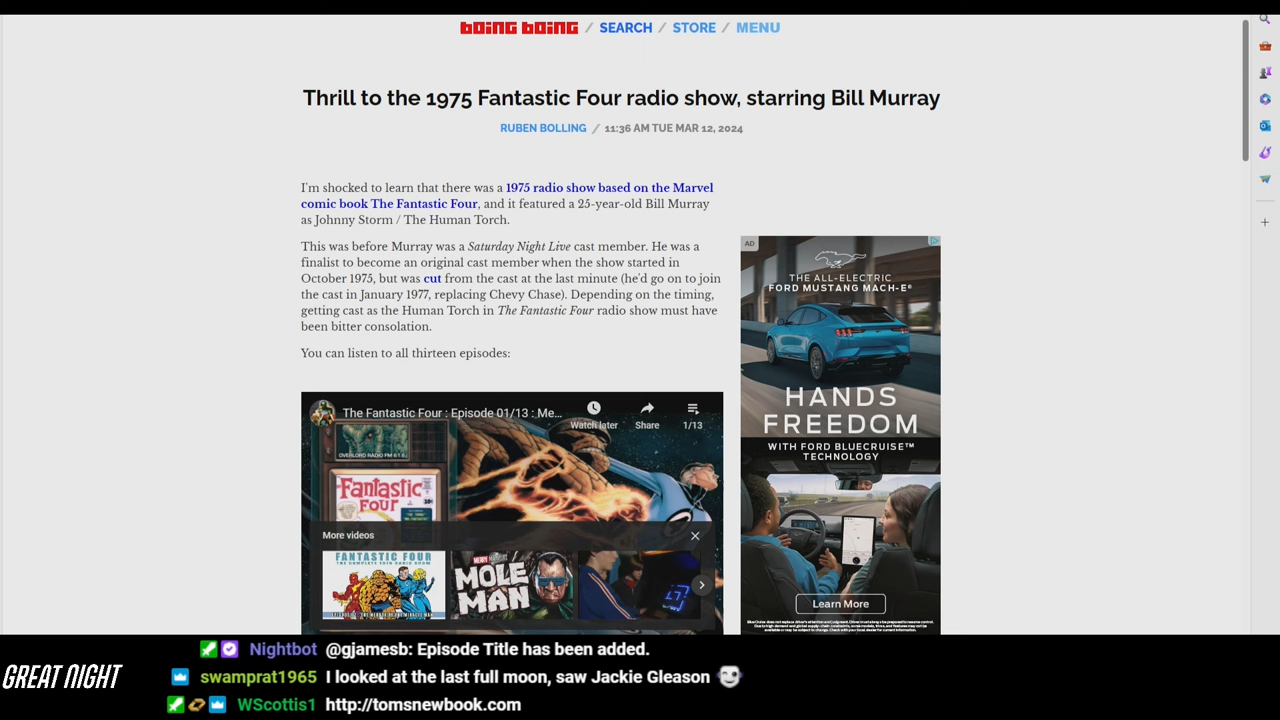 boing boing / SEARCH / STORE / MENU
Thrill to the 1975 Fantastic Four radio show, starring Bill Murray
RUBEN BOLLING / 11:36 AM TUE MAR 12, 2024
I'm shocked to learn that there was a 1975 radio show based on the Marvel
comic book The Fantastic Four, and it featured a 25-year-old Bill Murray
as Johnny Storm / The Human Torch.
This was before Murray was a Saturday Night Live cast member. He was a
finalist to become an original cast member when the show started in
October 1975, but was cut from the cast at the last minute (he'd go on to join
the cast in January 1977, replacing Chevy Chase). Depending on the timing,
getting cast as the Human Torch in The Fantastic Four radio show must have
been bitter consolation.
You can listen to all thirteen episodes:
AD
THE ALL-ELECTRIC
FORD MUSTANG MACH-E®
HANDS
FREEDOM
WITH FORD BLUECRUISE™
TECHNOLOGY
Learn More
The Fantastic Four : Episode 01/13 : Me...
Watch later
Share
1/13
OVERLORD RADIO FM 61.6
Fantastic
FOUR
More videos
FANTASTIC FOUR
THE COMPLETE 1975 RADIO SHOW
MOLE
MAN
GREAT NIGHT
Nightbot @gjamesb: Episode Title has been added.
swamprat1965 I looked at the last full moon, saw Jackie Gleason
WScottis1 http://tomsnewbook.com